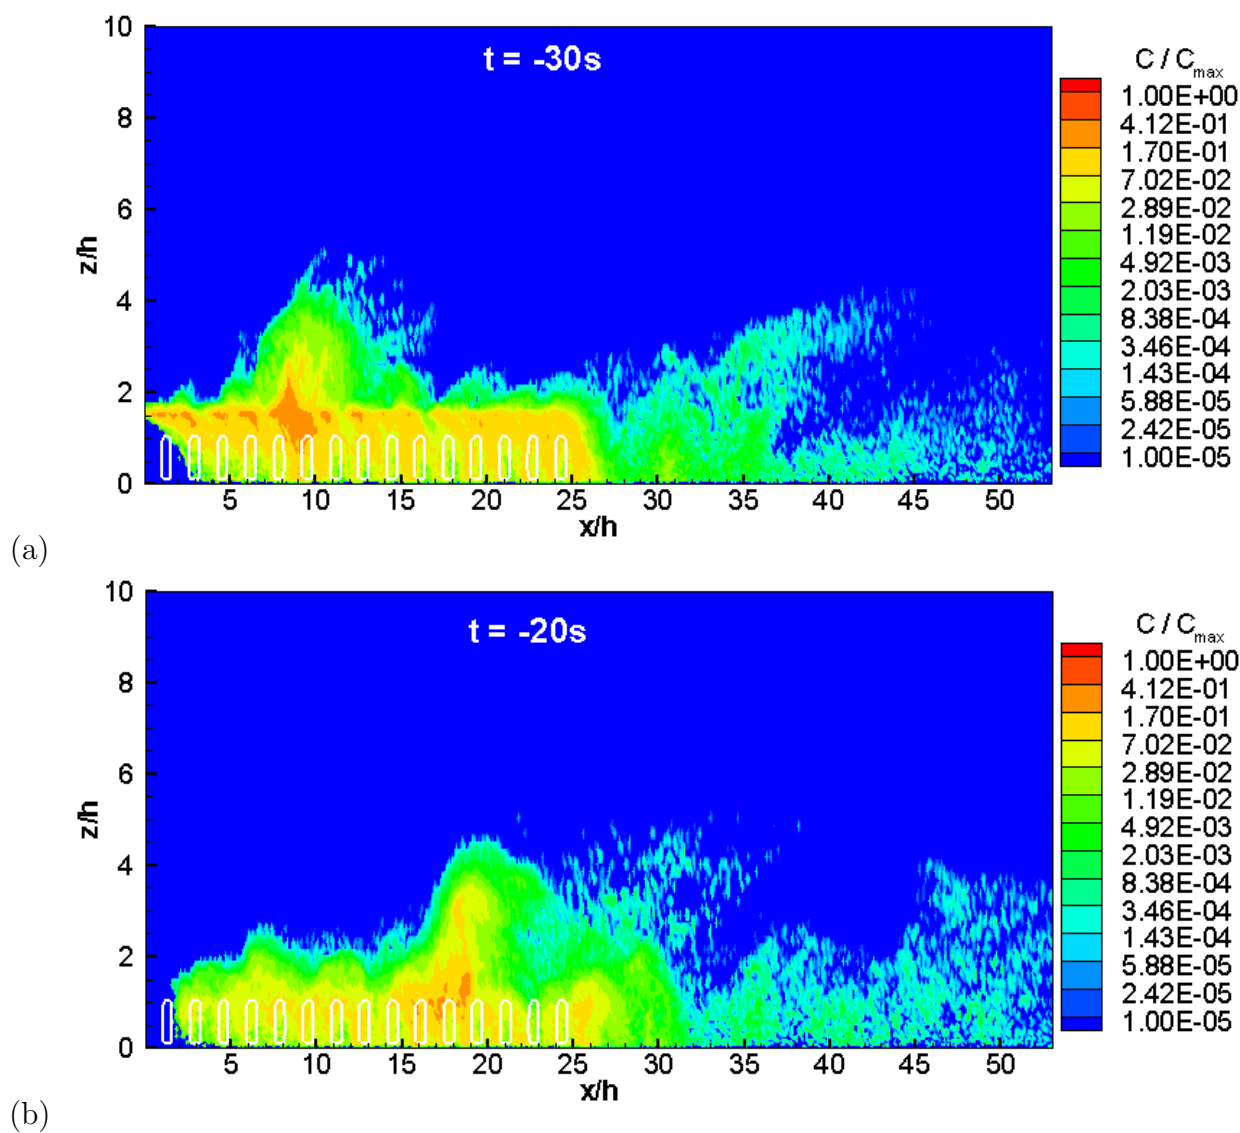 10
8
6
4
2
0
z/h
t = -30s
5 10 15 20 25 30 35 40 45 50
x/h
C / Cmax
1.00E+00
4.12E-01
1.70E-01
7.02E-02
2.89E-02
1.19E-02
4.92E-03
2.03E-03
8.38E-04
3.46E-04
1.43E-04
5.88E-05
2.42E-05
1.00E-05
(a)
10
8
6
4
2
0
z/h
t = -20s
5 10 15 20 25 30 35 40 45 50
x/h
C / Cmax
1.00E+00
4.12E-01
1.70E-01
7.02E-02
2.89E-02
1.19E-02
4.92E-03
2.03E-03
8.38E-04
3.46E-04
1.43E-04
5.88E-05
2.42E-05
1.00E-05
(b)